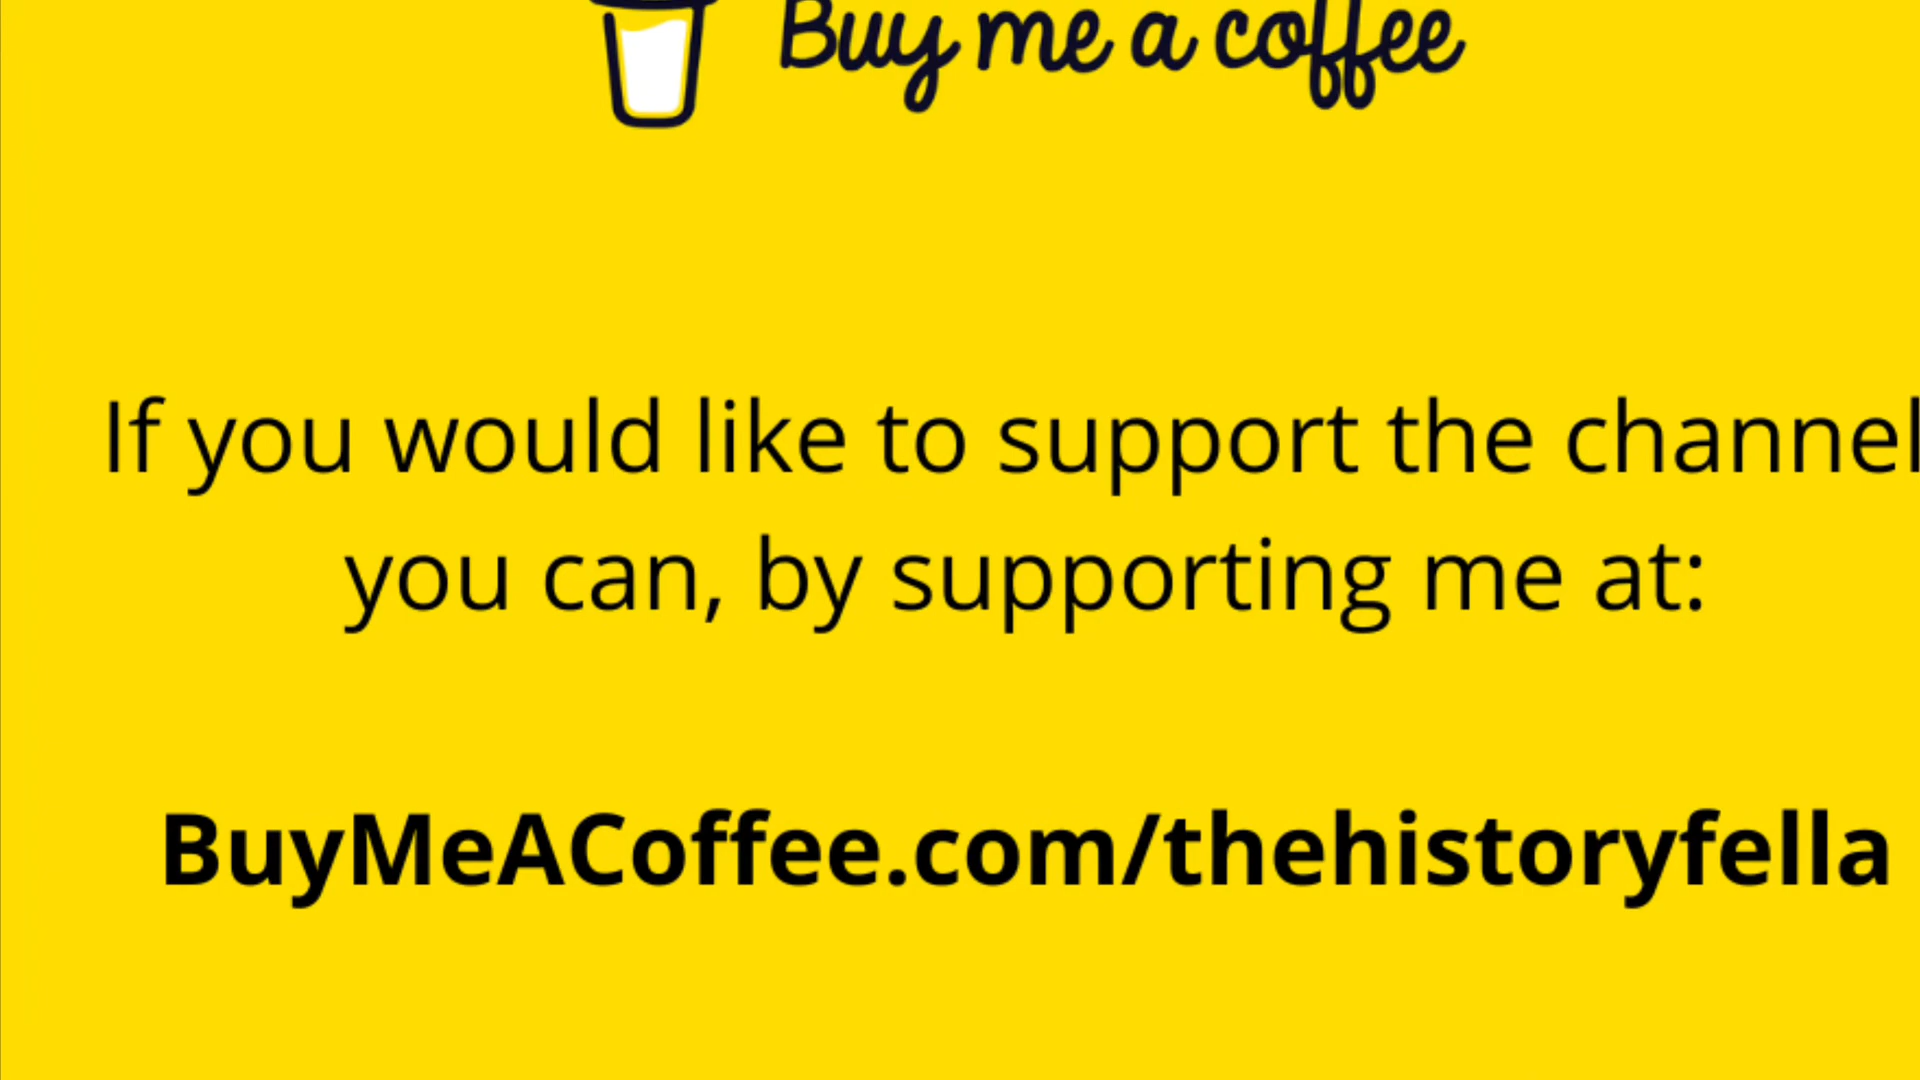 Buy me a coffee
If you would like to support the channel
you can, by supporting me at:
BuyMeACoffee.com/thehistoryfella